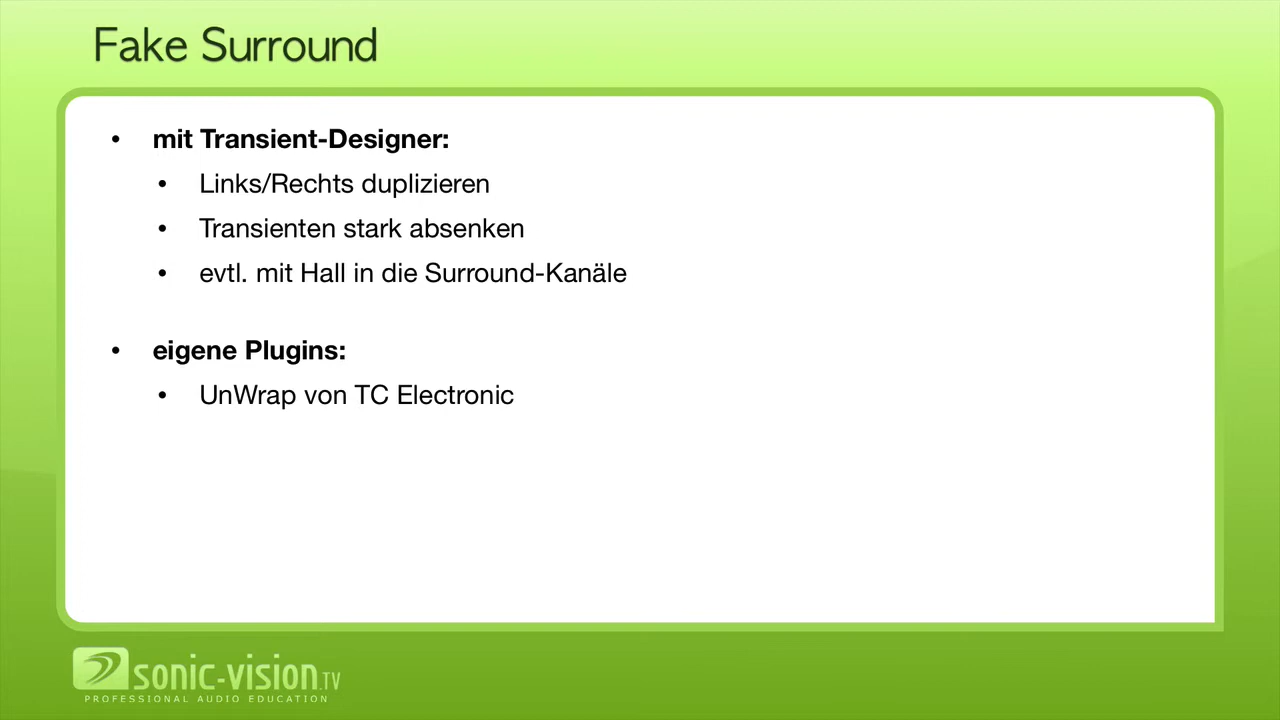 Fake Surround
• mit Transient-Designer:
• Links/Rechts duplizieren
• Transienten stark absenken
• evtl. mit Hall in die Surround-Kanäle
• eigene Plugins:
• UnWrap von TC Electronic
sonic-vision.TV
PROFESSIONAL AUDIO EDUCATION